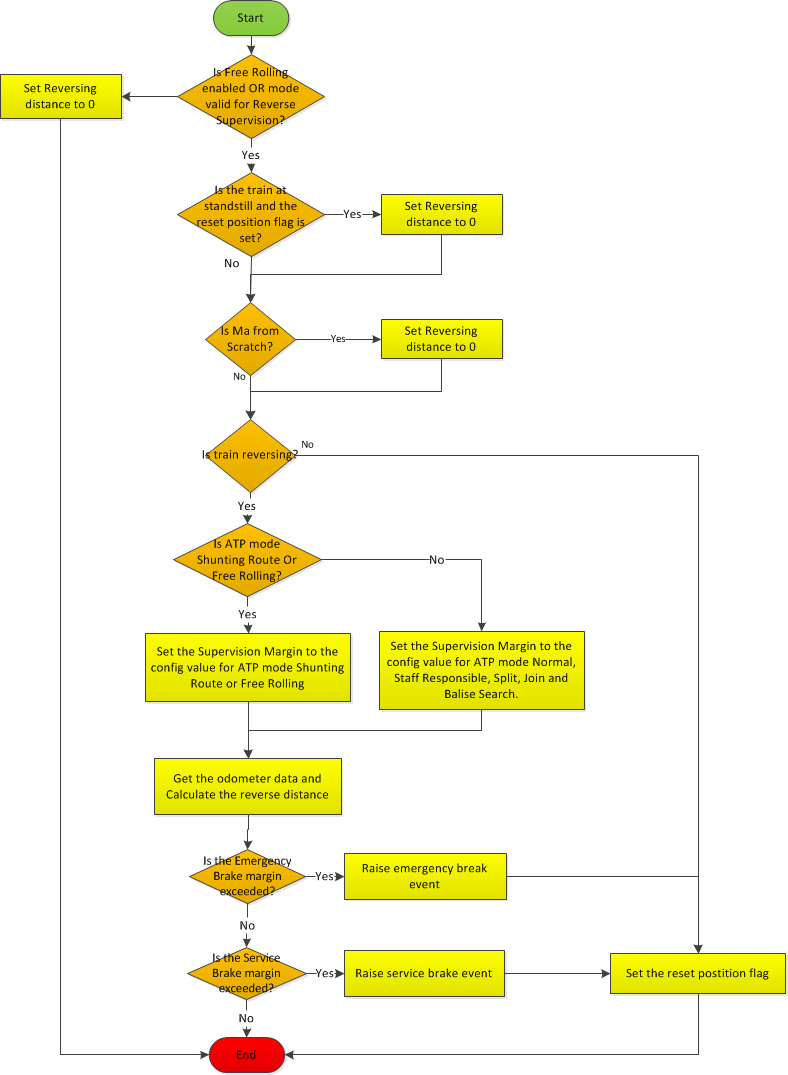 Start
Is Free Rolling
enabled OR mode
valid for Reverse
Supervision?
Set Reversing
distance to 0
Yes
Is the train at
standstill and the
reset position flag is
set?
Yes
Set Reversing
distance to 0
No
Is Ma from
Scratch?
Yes
Set Reversing
distance to 0
No
Is train reversing?
No
Yes
Is ATP mode
Shunting Route Or
Free Rolling?
No
Yes
Set the Supervision Margin to the
config value for ATP mode Shunting
Route or Free Rolling
Set the Supervision Margin to the
config value for ATP mode Normal,
Staff Responsible, Split, Join and
Balise Search.
Get the odometer data and
Calculate the reverse distance
Is the Emergency
Brake margin
exceeded?
Yes
Raise emergency break
event
No
Is the Service
Brake margin
exceeded?
Yes
Raise service brake event
Set the reset postition flag
No
End